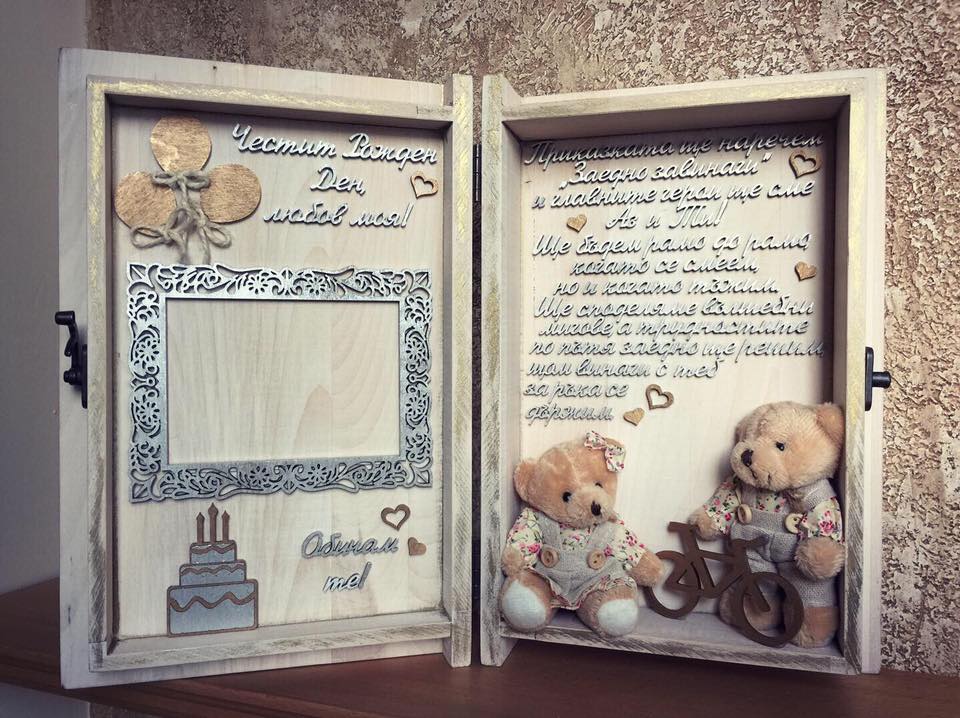 Честит Рожден
Ден,
любов моя!
Обичам
те!
Приказката ще наречем
„Заедно завинаги"
и главните герои ще сме
Аз и Ти!
Ще бъдем рамо до рамо,
когато се смеем,
но и когато тъжим.
Ще споделяме вълшебни
мигове, а трудностите
по пътя заедно ще решим,
щом винаги с теб
за ръка се
държим.